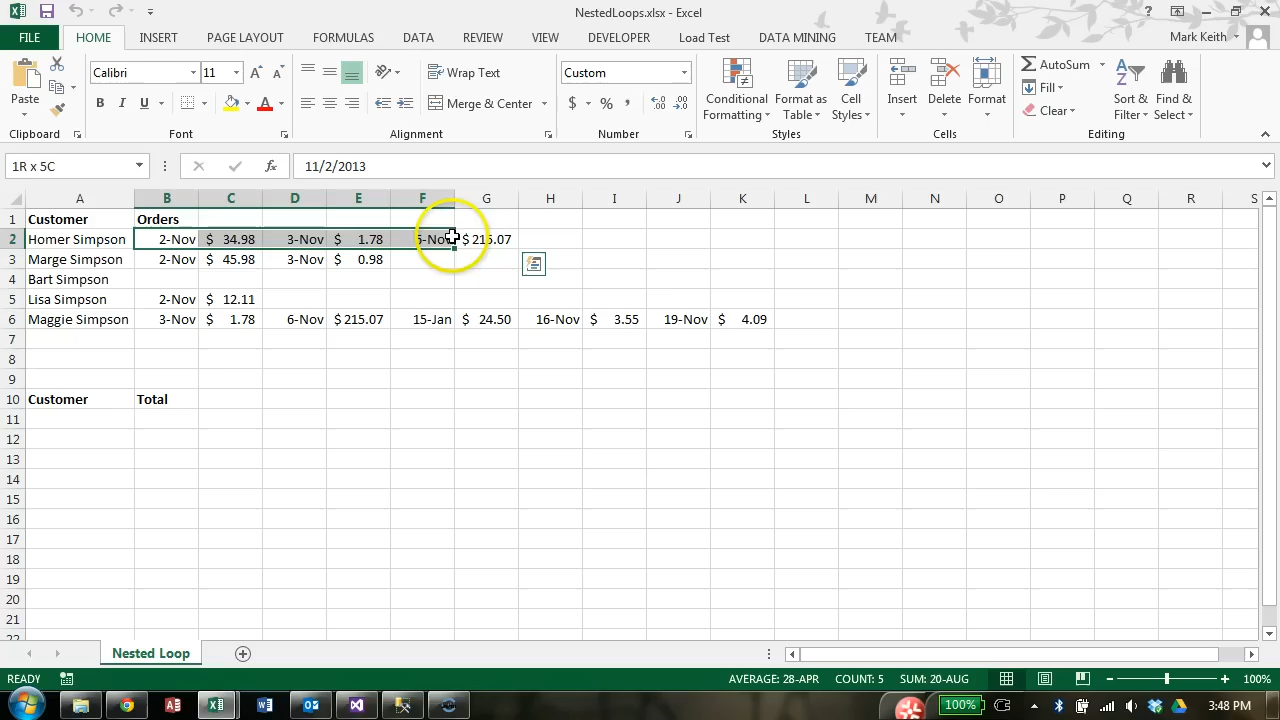 NestedLoops.xlsx - Excel
FILE HOME INSERT PAGE LAYOUT FORMULAS DATA REVIEW VIEW DEVELOPER Load Test DATA MINING TEAM Mark Keith
Paste
Clipboard
Calibri 11
B I U A
Font
Wrap Text
Merge & Center
Alignment
Custom
$ % ,
Number
Conditional Formatting
Format as Table
Cell Styles
Styles
Insert Delete Format
Cells
AutoSum
Fill
Clear
Sort & Filter
Find & Select
Editing
1R x 5C fx 11/2/2013
A B C D E F G H I J K L M N O P Q R S
1 Customer Orders
2 Homer Simpson 2-Nov $ 34.98 3-Nov $ 1.78 $ 215.07
3 Marge Simpson 2-Nov $ 45.98 3-Nov $ 0.98
4 Bart Simpson
5 Lisa Simpson 2-Nov $ 12.11
6 Maggie Simpson 3-Nov $ 1.78 6-Nov $ 215.07 15-Jan $ 24.50 16-Nov $ 3.55 19-Nov $ 4.09
7
8
9
10 Customer Total
11
12
13
14
15
16
17
18
19
20
21
22
Nested Loop
READY AVERAGE: 28-APR COUNT: 5 SUM: 20-AUG 100%
100% 3:48 PM